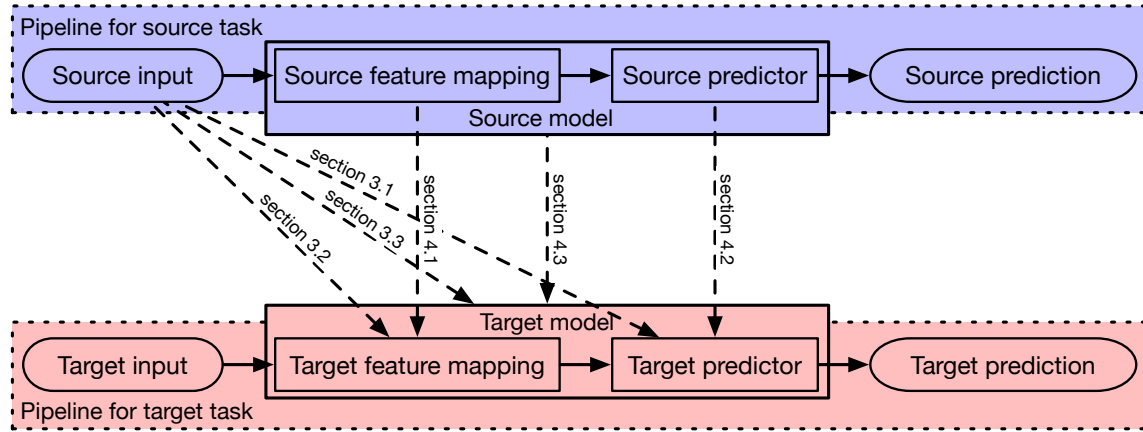 Pipeline for source task
Source input
Source feature mapping
Source predictor
Source prediction
Source model
section 3.1
section 3.3
section 3.2
section 4.1
section 4.3
section 4.2
Target model
Target input
Target feature mapping
Target predictor
Target prediction
Pipeline for target task